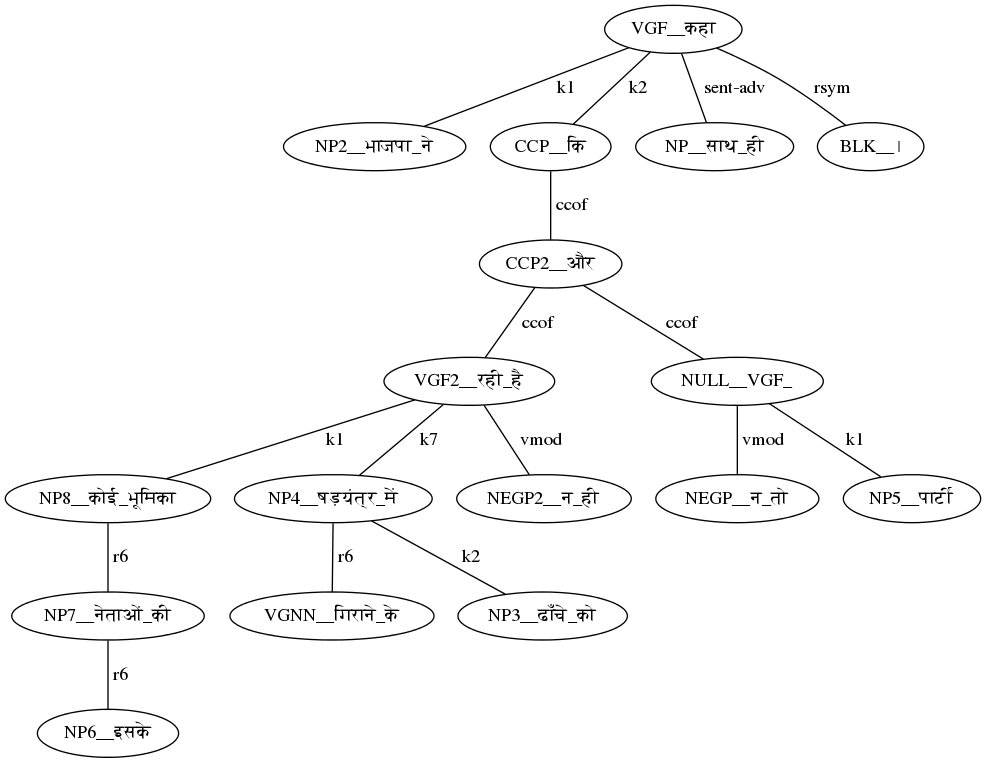 VGF__कहा
k1 k2 sent-adv rsym
NP2__भाजपा_ने CCP__कि NP__साथ_ही BLK__।
ccof
CCP2__और
ccof ccof
VGF2__रही_है NULL__VGF_
k1 k7 vmod vmod k1
NP8__कोई_भूमिका NP4__षड़यंत्र_में NEGP2__न_ही NEGP__न_तो NP5__पार्टी
r6 r6 k2
NP7__नेताओं_की VGNN__गिराने_के NP3__ढाँचे_को
r6
NP6__इसके